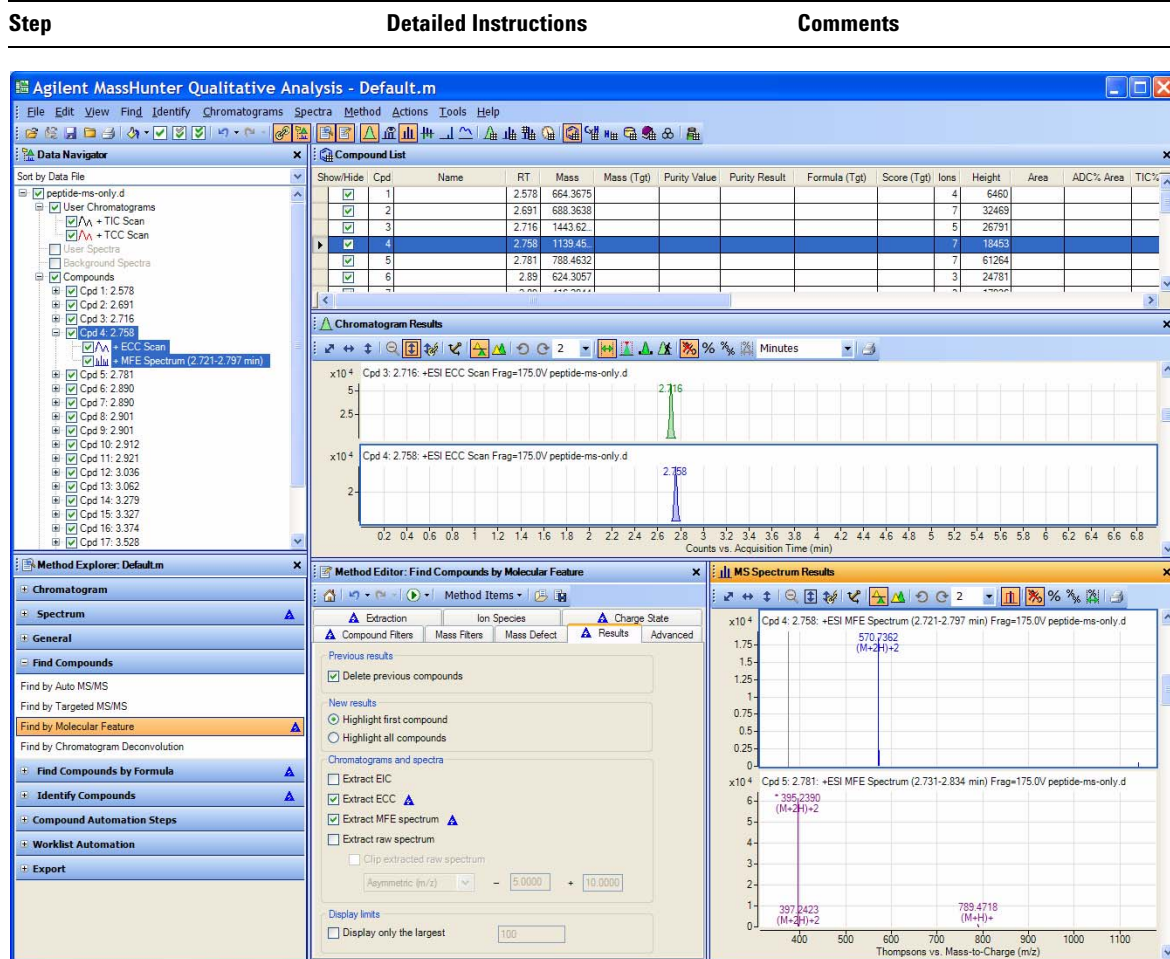 Step Detailed Instructions Comments
Agilent MassHunter Qualitative Analysis - Default.m
File Edit View Find Identify Chromatograms Spectra Method Actions Tools Help
Data Navigator
Sort by Data File
peptide-ms-only.d
User Chromatograms
+ TIC Scan
+ TCC Scan
User Spectra
Background Spectra
Compounds
Cpd 1: 2.578
Cpd 2: 2.691
Cpd 3: 2.716
Cpd 4: 2.758
+ ECC Scan
+ MFE Spectrum (2.721-2.797 min)
Cpd 5: 2.781
Cpd 6: 2.890
Cpd 7: 2.890
Cpd 8: 2.901
Cpd 9: 2.901
Cpd 10: 2.912
Cpd 11: 2.921
Cpd 12: 3.036
Cpd 13: 3.062
Cpd 14: 3.279
Cpd 15: 3.327
Cpd 16: 3.374
Cpd 17: 3.528
Compound List
Show/Hide Cpd Name RT Mass Mass (Tgt) Purity Value Purity Result Formula (Tgt) Score (Tgt) Ions Height Area ADC% Area TIC%
1 2.578 664.3675 4 6460
2 2.691 688.3638 7 32469
3 2.716 1443.62... 5 26791
4 2.758 1139.45... 7 18453
5 2.781 788.4632 7 61264
6 2.89 624.3057 3 24781
Chromatogram Results
2 Minutes
x10 4 Cpd 3: 2.716: +ESI ECC Scan Frag=175.0V peptide-ms-only.d
5
2.716
2.5
x10 4 Cpd 4: 2.758: +ESI ECC Scan Frag=175.0V peptide-ms-only.d
2.758
2
0.2 0.4 0.6 0.8 1 1.2 1.4 1.6 1.8 2 2.2 2.4 2.6 2.8 3 3.2 3.4 3.6 3.8 4 4.2 4.4 4.6 4.8 5 5.2 5.4 5.6 5.8 6 6.2 6.4 6.6 6.8
Counts vs. Acquisition Time (min)
Method Explorer: Default.m
Chromatogram
Spectrum
General
Find Compounds
Find by Auto MS/MS
Find by Targeted MS/MS
Find by Molecular Feature
Find by Chromatogram Deconvolution
Find Compounds by Formula
Identify Compounds
Compound Automation Steps
Worklist Automation
Export
Method Editor: Find Compounds by Molecular Feature
Method Items
Extraction Ion Species Charge State
Compound Filters Mass Filters Mass Defect Results Advanced
Previous results
Delete previous compounds
New results
Highlight first compound
Highlight all compounds
Chromatograms and spectra
Extract EIC
Extract ECC
Extract MFE spectrum
Extract raw spectrum
Clip extracted raw spectrum
Asymmetric (m/z) - 5.0000 + 10.0000
Display limits
Display only the largest 100
MS Spectrum Results
2
x10 4 Cpd 4: 2.758: +ESI MFE Spectrum (2.721-2.797 min) Frag=175.0V peptide-ms-only.d
570.7362
(M+2H)+2
1.75
1.5
1.25
1
0.75
0.5
0.25
0
x10 4 Cpd 5: 2.781: +ESI MFE Spectrum (2.731-2.834 min) Frag=175.0V peptide-ms-only.d
* 395.2390
(M+2H)+2
6
5
4
3
2
1
0
397.2423
(M+2H)+2
789.4718
(M+H)+
400 500 600 700 800 900 1000 1100
Thompsons vs. Mass-to-Charge (m/z)